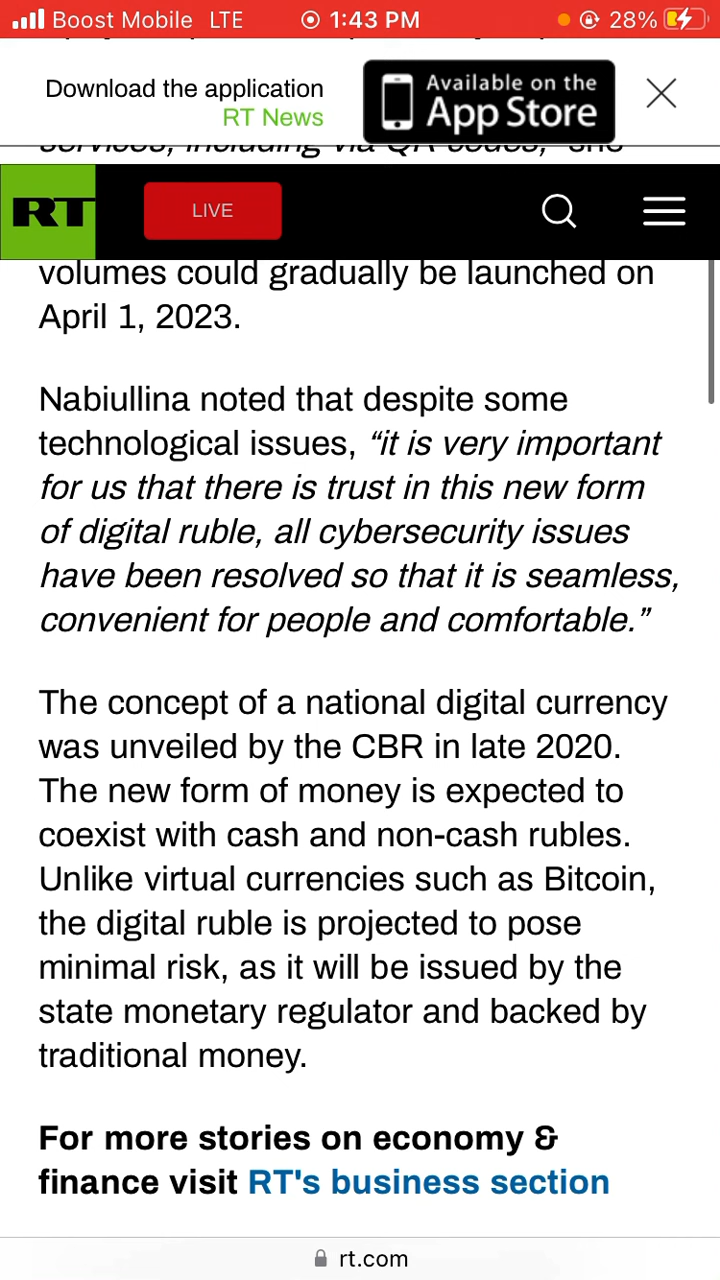 Boost Mobile LTE 1:43 PM 28%
Download the application
RT News
Available on the
App Store
services, including via QR codes,” she
RT
LIVE
volumes could gradually be launched on
April 1, 2023.
Nabiullina noted that despite some
technological issues, “it is very important
for us that there is trust in this new form
of digital ruble, all cybersecurity issues
have been resolved so that it is seamless,
convenient for people and comfortable.”
The concept of a national digital currency
was unveiled by the CBR in late 2020.
The new form of money is expected to
coexist with cash and non-cash rubles.
Unlike virtual currencies such as Bitcoin,
the digital ruble is projected to pose
minimal risk, as it will be issued by the
state monetary regulator and backed by
traditional money.
For more stories on economy &
finance visit RT's business section
rt.com